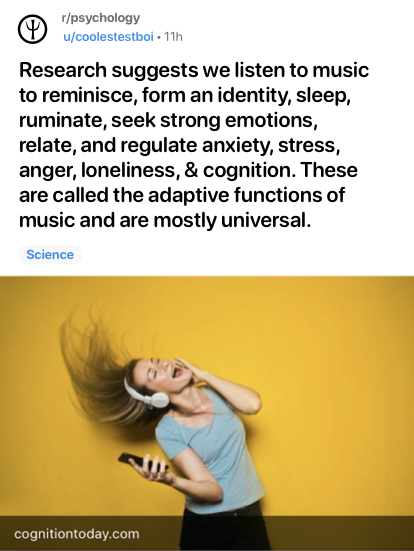 r/psychology
u/coolestestboi • 11h
Research suggests we listen to music
to reminisce, form an identity, sleep,
ruminate, seek strong emotions,
relate, and regulate anxiety, stress,
anger, loneliness, & cognition. These
are called the adaptive functions of
music and are mostly universal.
Science
cognitiontoday.com